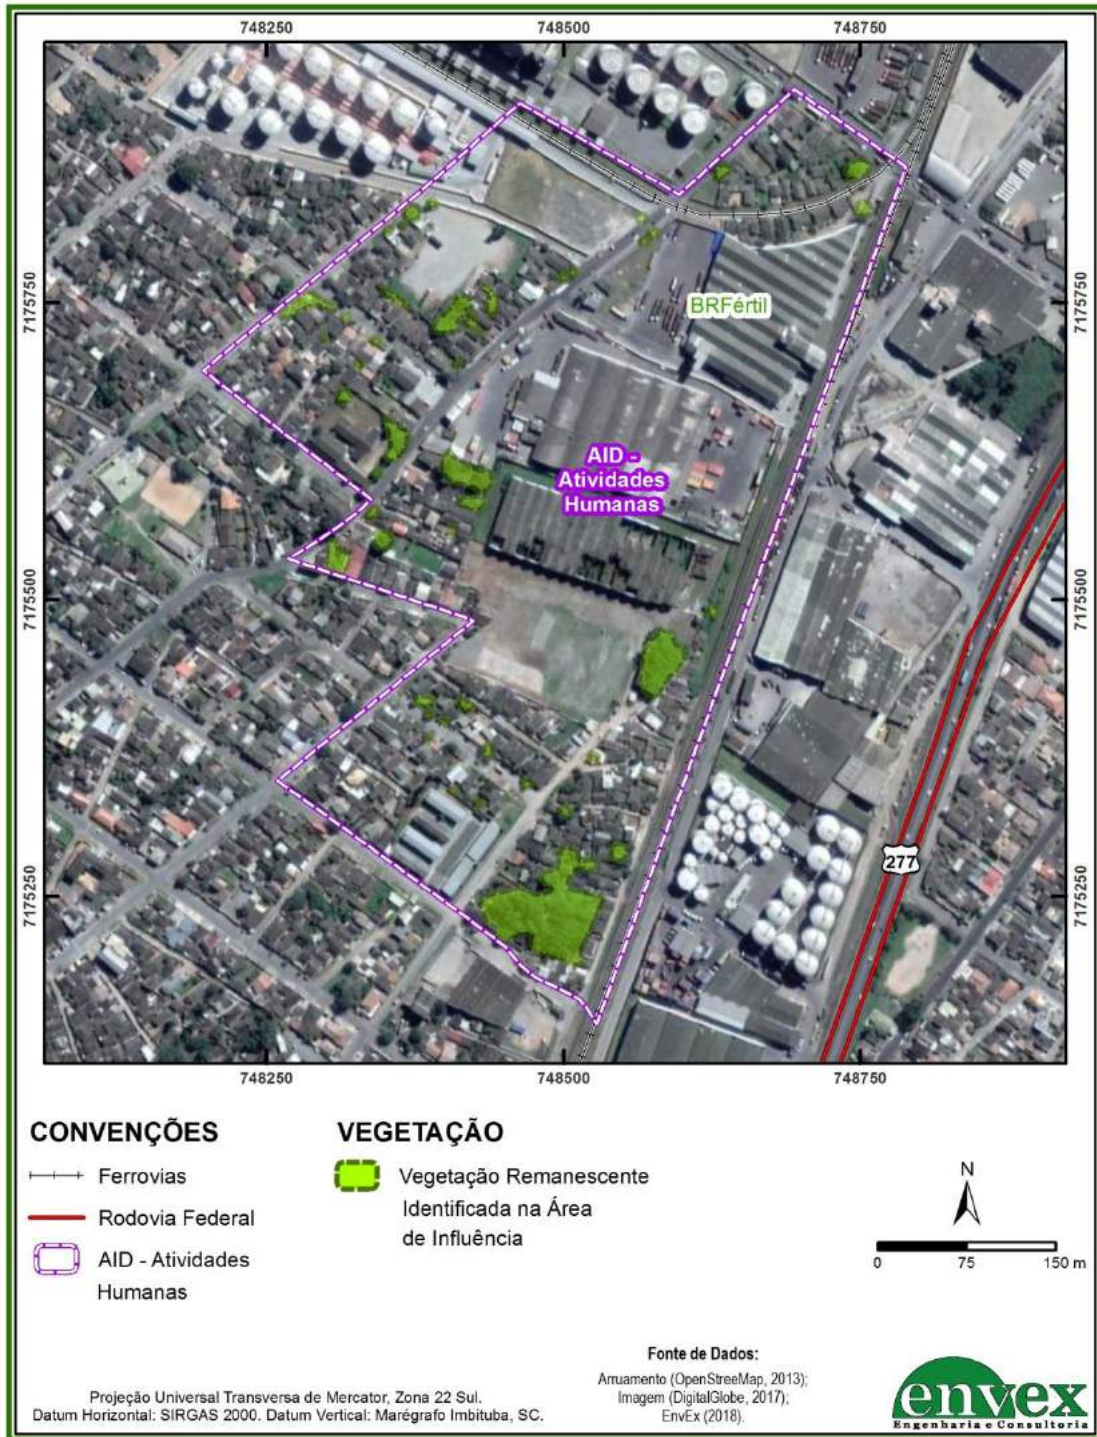 748250 748500 748750
7175750 7175750
BRFértil
AID -
Atividades
Humanas
7175500 7175500
277
7175250 7175250
748250 748500 748750
CONVENÇÕES
Ferrovias
Rodovia Federal
AID - Atividades
Humanas
VEGETAÇÃO
Vegetação Remanescente
Identificada na Área
de Influência
N
0 75 150 m
Projeção Universal Transversa de Mercator, Zona 22 Sul.
Datum Horizontal: SIRGAS 2000. Datum Vertical: Marégrafo Imbituba, SC.
Fonte de Dados:
Arruamento (OpenStreeMap, 2013);
Imagem (DigitalGlobe, 2017);
EnvEx (2018).
envex
Engenharia e Consultoria